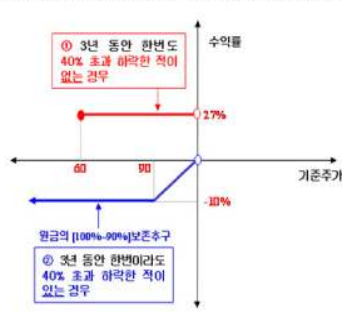 ① 3년 동안 한번도
40% 초과 하락한 적이
없는 경우
수익률
27%
60
90
기준주가
-10%
원금의 [100%~90%]보존추구
② 3년 동안 한번이라도
40% 초과 하락한 적이
있는 경우